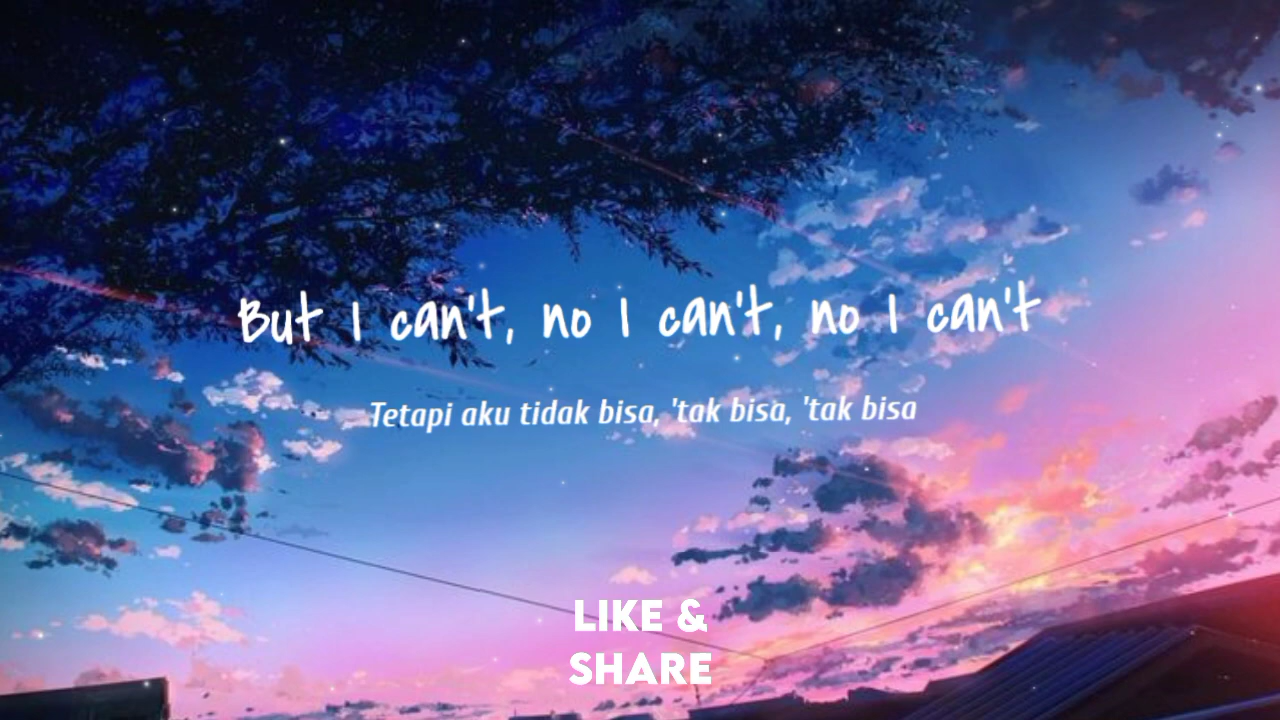 But I can't, no I can't, no I can't
Tetapi aku tidak bisa, 'tak bisa, 'tak bisa
LIKE &
SHARE